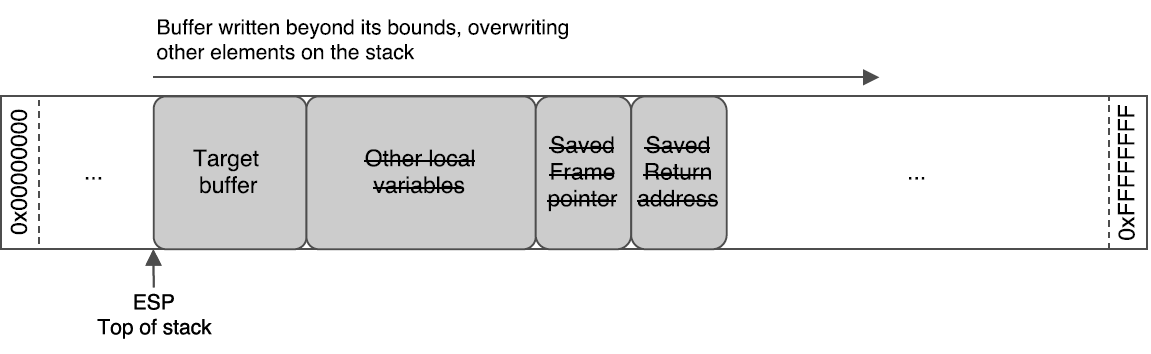 Buffer written beyond its bounds, overwriting
other elements on the stack
0x00000000
...
Target
buffer
Other local
variables
Saved
Frame
pointer
Saved
Return
address
...
0xFFFFFFFF
ESP
Top of stack